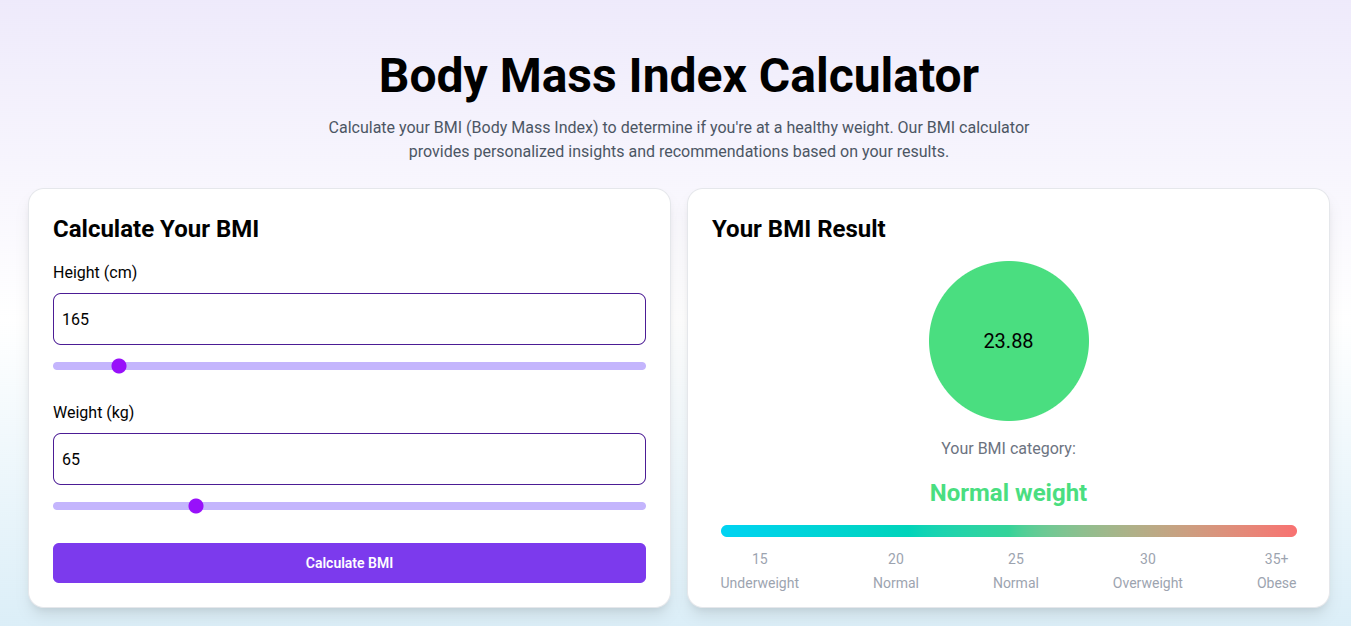 Body Mass Index Calculator
Calculate your BMI (Body Mass Index) to determine if you're at a healthy weight. Our BMI calculator
provides personalized insights and recommendations based on your results.
Calculate Your BMI
Height (cm)
165
Weight (kg)
65
Calculate BMI
Your BMI Result
23.88
Your BMI category:
Normal weight
15 20 25 30 35+
Underweight Normal Normal Overweight Obese